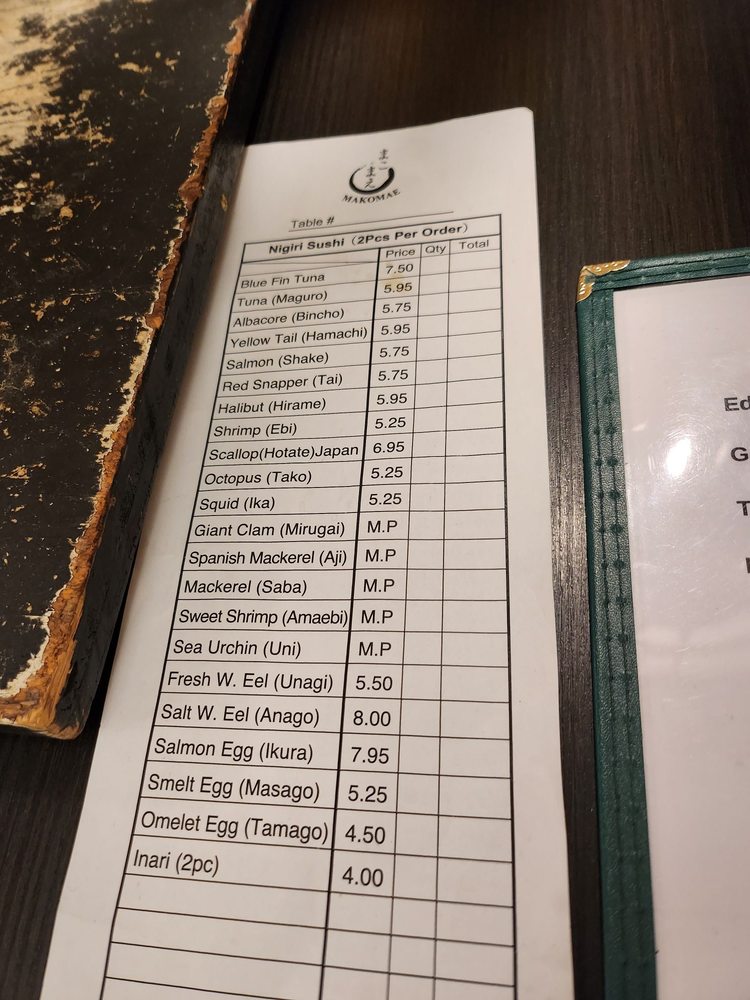 まこまえ
MAKOMAE
Table #
Nigiri Sushi (2Pcs Per Order)
Price Qty Total
Blue Fin Tuna 7.50
Tuna (Maguro) 5.95
Albacore (Bincho) 5.75
Yellow Tail (Hamachi) 5.95
Salmon (Shake) 5.75
Red Snapper (Tai) 5.75
Halibut (Hirame) 5.95
Shrimp (Ebi) 5.25
Scallop(Hotate)Japan 6.95
Octopus (Tako) 5.25
Squid (Ika) 5.25
Giant Clam (Mirugai) M.P
Spanish Mackerel (Aji) M.P
Mackerel (Saba) M.P
Sweet Shrimp (Amaebi) M.P
Sea Urchin (Uni) M.P
Fresh W. Eel (Unagi) 5.50
Salt W. Eel (Anago) 8.00
Salmon Egg (Ikura) 7.95
Smelt Egg (Masago) 5.25
Omelet Egg (Tamago) 4.50
Inari (2pc) 4.00
Ed
G
T